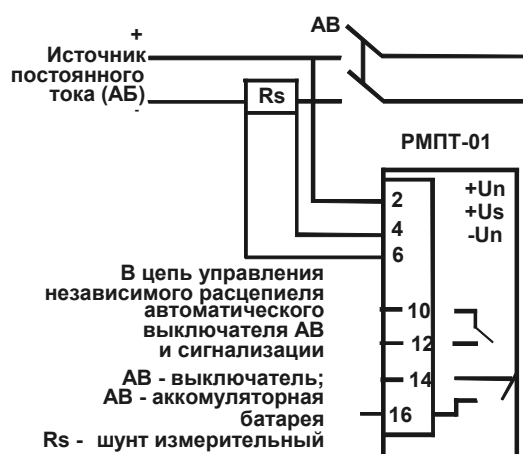 +
АВ
Источник
постоянного
тока (АБ)
-
Rs
РМПТ-01
2
+Un
+Us
4
-Un
6
В цепь управления
независимого расцепиеля
автоматического
выключателя АВ
и сигнализации
10
12
14
16
АВ - выключатель;
АВ - аккомуляторная
батарея
Rs - шунт измерительный